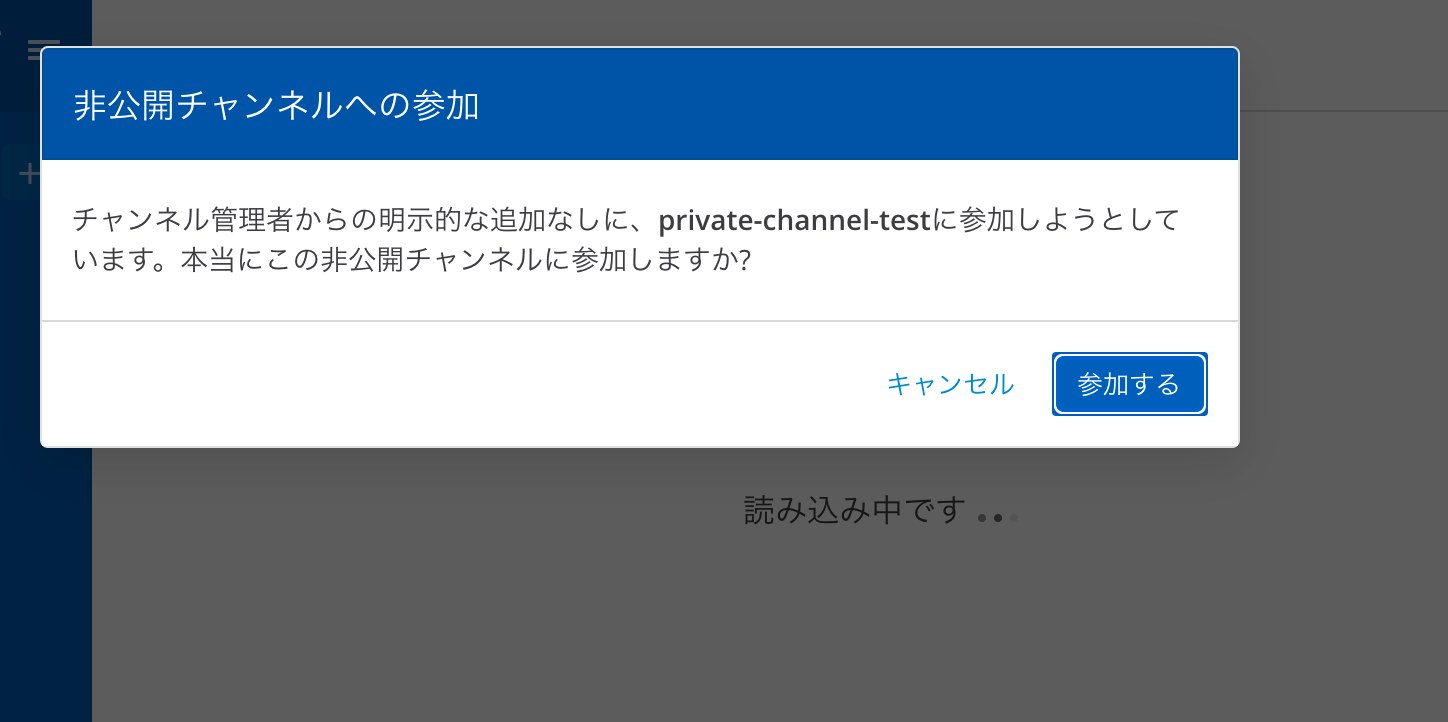 非公開チャンネルへの参加
チャンネル管理者からの明示的な追加なしに、private-channel-testに参加しようとして
います。本当にこの非公開チャンネルに参加しますか?
キャンセル
参加する
読み込み中です